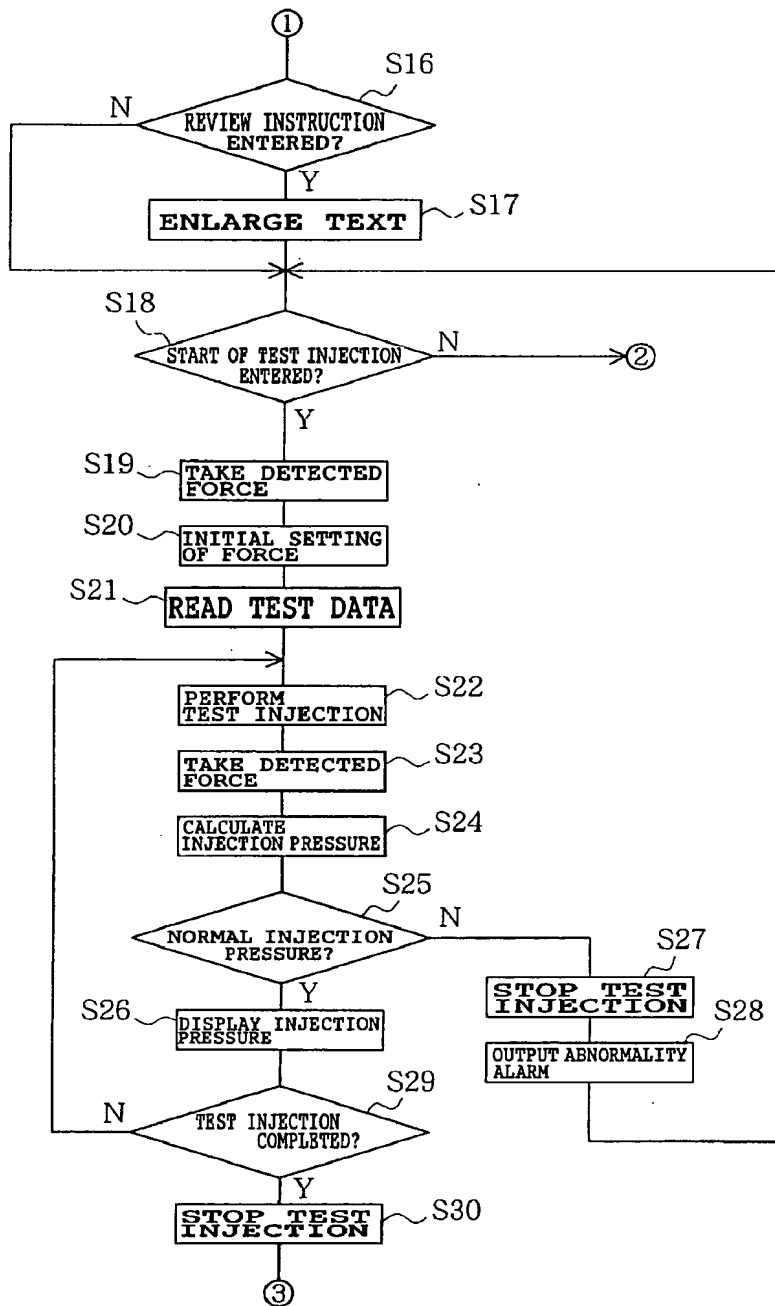 ①
S16
N
REVIEW INSTRUCTION
ENTERED?
Y
S17
ENLARGE TEXT
S18
START OF TEST INJECTION
ENTERED?
N
②
Y
S19
TAKE DETECTED
FORCE
S20
INITIAL SETTING
OF FORCE
S21
READ TEST DATA
S22
PERFORM
TEST INJECTION
S23
TAKE DETECTED
FORCE
S24
CALCULATE
INJECTION PRESSURE
S25
NORMAL INJECTION
PRESSURE?
N
Y
S27
STOP TEST
INJECTION
S26
DISPLAY INJECTION
PRESSURE
S28
OUTPUT ABNORMALITY
ALARM
S29
N
TEST INJECTION
COMPLETED?
Y
S30
STOP TEST
INJECTION
③